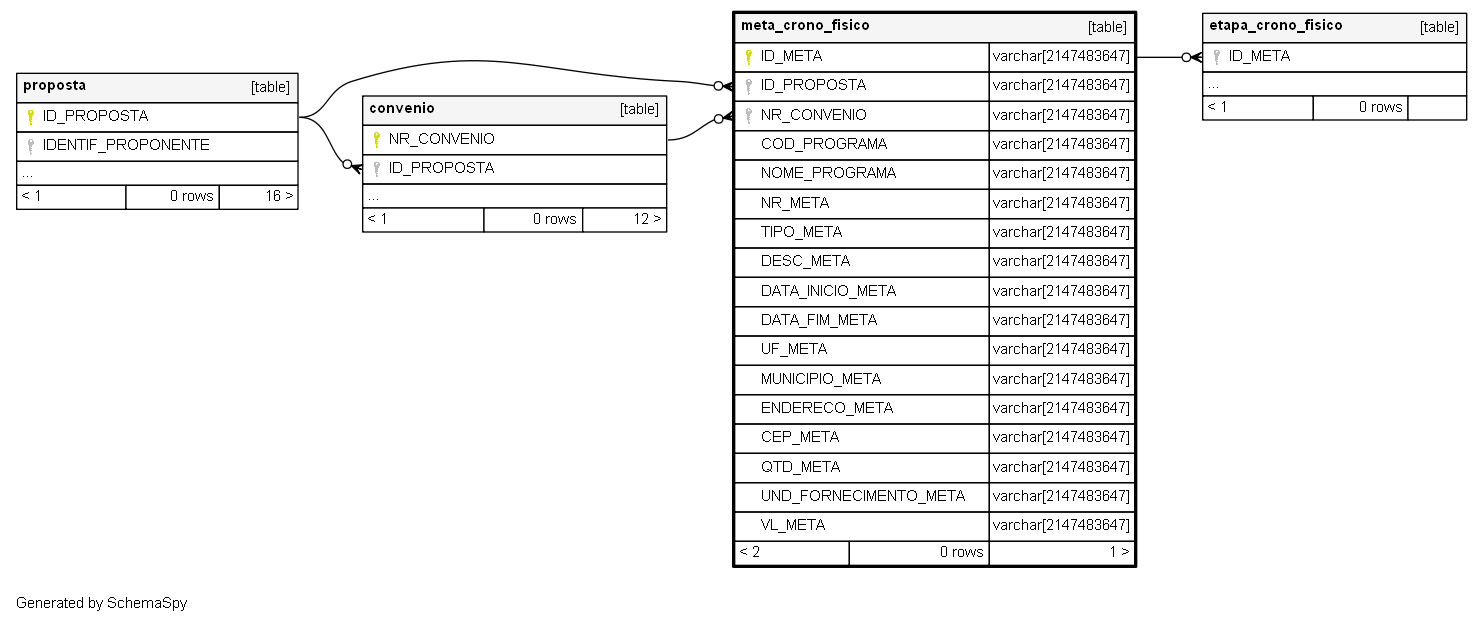 proposta [table]
ID_PROPOSTA
IDENTIF_PROPONENTE
...
< 1 0 rows 16 >
convenio [table]
NR_CONVENIO
ID_PROPOSTA
...
< 1 0 rows 12 >
meta_crono_fisico [table]
ID_META varchar[2147483647]
ID_PROPOSTA varchar[2147483647]
NR_CONVENIO varchar[2147483647]
COD_PROGRAMA varchar[2147483647]
NOME_PROGRAMA varchar[2147483647]
NR_META varchar[2147483647]
TIPO_META varchar[2147483647]
DESC_META varchar[2147483647]
DATA_INICIO_META varchar[2147483647]
DATA_FIM_META varchar[2147483647]
UF_META varchar[2147483647]
MUNICIPIO_META varchar[2147483647]
ENDERECO_META varchar[2147483647]
CEP_META varchar[2147483647]
QTD_META varchar[2147483647]
UND_FORNECIMENTO_META varchar[2147483647]
VL_META varchar[2147483647]
< 2 0 rows 1 >
etapa_crono_fisico [table]
ID_META
...
< 1 0 rows
Generated by SchemaSpy